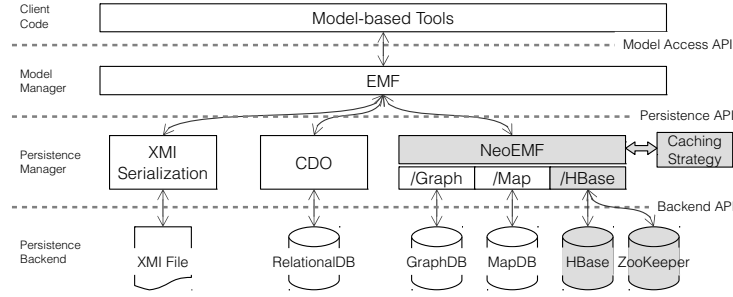 Client
Code
Model-based Tools
Model Access API
Model
Manager
EMF
Persistence API
Persistence
Manager
XMI
Serialization
CDO
NeoEMF
/Graph
/Map
/HBase
Caching
Strategy
Backend API
Persistence
Backend
XMI File
RelationalDB
GraphDB
MapDB
HBase
ZooKeeper